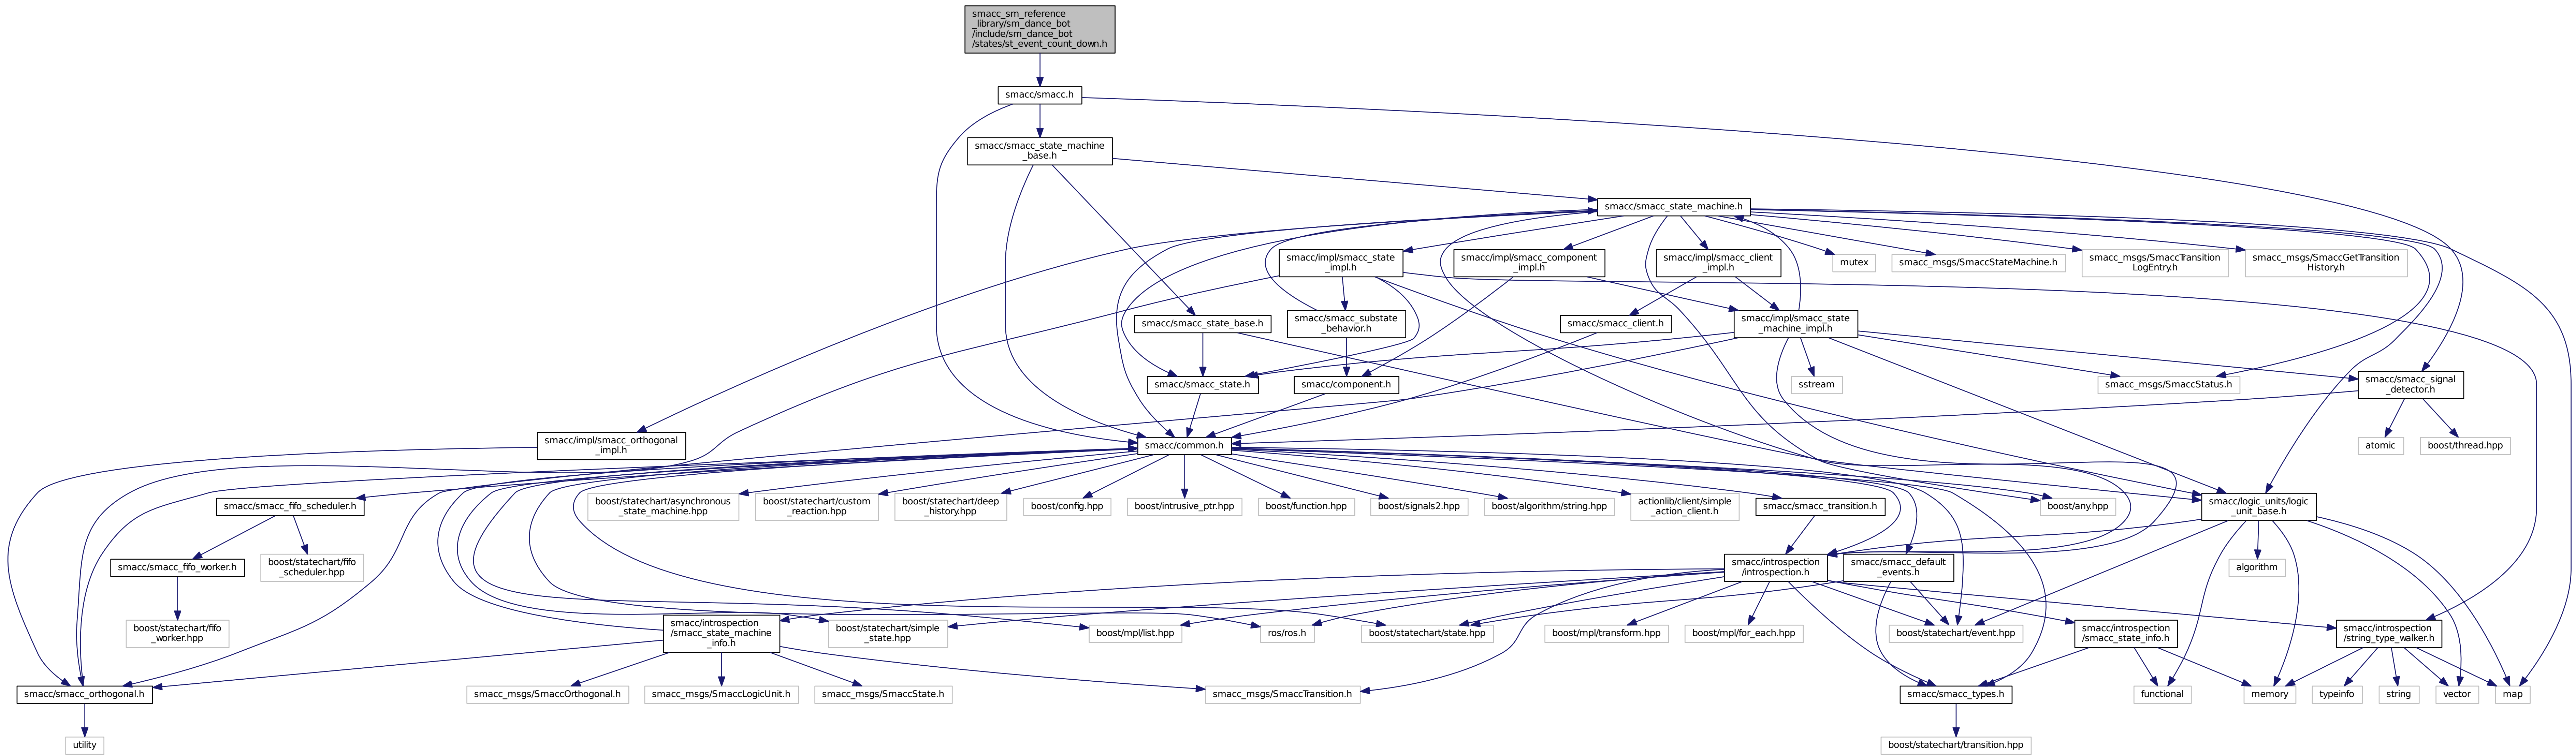 smacc_sm_reference
_library/sm_dance_bot
/include/sm_dance_bot
/states/st_event_count_down.h
smacc/smacc.h
smacc/smacc_state_machine
_base.h
smacc/smacc_state_machine.h
smacc/impl/smacc_state
_impl.h
smacc/impl/smacc_component
_impl.h
smacc/impl/smacc_client
_impl.h
mutex
smacc_msgs/SmaccStateMachine.h
smacc_msgs/SmaccTransition
LogEntry.h
smacc_msgs/SmaccGetTransition
History.h
smacc/smacc_state_base.h
smacc/smacc_substate
_behavior.h
smacc/smacc_client.h
smacc/impl/smacc_state
_machine_impl.h
smacc/smacc_state.h
smacc/component.h
sstream
smacc_msgs/SmaccStatus.h
smacc/smacc_signal
_detector.h
smacc/impl/smacc_orthogonal
_impl.h
smacc/common.h
atomic
boost/thread.hpp
smacc/smacc_fifo_scheduler.h
boost/statechart/asynchronous
_state_machine.hpp
boost/statechart/custom
_reaction.hpp
boost/statechart/deep
_history.hpp
boost/config.hpp
boost/intrusive_ptr.hpp
boost/function.hpp
boost/signals2.hpp
boost/algorithm/string.hpp
actionlib/client/simple
_action_client.h
smacc/smacc_transition.h
boost/any.hpp
smacc/logic_units/logic
_unit_base.h
smacc/smacc_fifo_worker.h
boost/statechart/fifo
_scheduler.hpp
smacc/introspection
/introspection.h
smacc/smacc_default
_events.h
algorithm
boost/statechart/fifo
_worker.hpp
smacc/introspection
/smacc_state_machine
_info.h
boost/statechart/simple
_state.hpp
boost/mpl/list.hpp
ros/ros.h
boost/statechart/state.hpp
boost/mpl/transform.hpp
boost/mpl/for_each.hpp
boost/statechart/event.hpp
smacc/introspection
/smacc_state_info.h
smacc/introspection
/string_type_walker.h
smacc/smacc_orthogonal.h
smacc_msgs/SmaccOrthogonal.h
smacc_msgs/SmaccLogicUnit.h
smacc_msgs/SmaccState.h
smacc_msgs/SmaccTransition.h
smacc/smacc_types.h
functional
memory
typeinfo
string
vector
map
utility
boost/statechart/transition.hpp